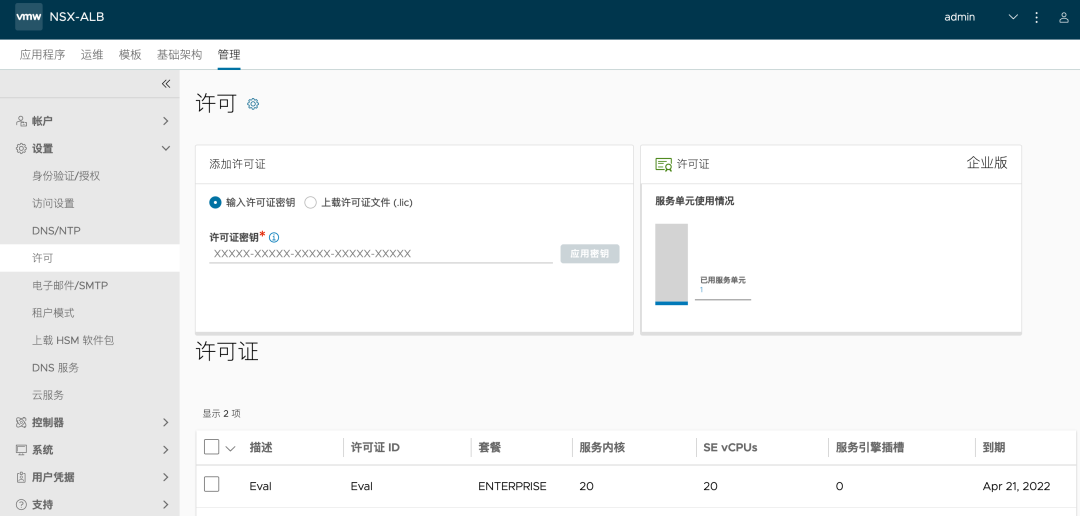 vmw NSX-ALB admin
应用程序 运维 模板 基础架构 管理
帐户
设置
身份验证/授权
访问设置
DNS/NTP
许可
电子邮件/SMTP
租户模式
上载 HSM 软件包
DNS 服务
云服务
控制器
系统
用户凭据
支持
许可
添加许可证
输入许可证密钥 上载许可证文件 (.lic)
许可证密钥*
XXXXX-XXXXX-XXXXX-XXXXX-XXXXX 应用密钥
许可证 企业版
服务单元使用情况
已用服务单元
1
许可证
显示 2 项
描述 许可证 ID 套餐 服务内核 SE vCPUs 服务引擎插槽 到期
Eval Eval ENTERPRISE 20 20 0 Apr 21, 2022